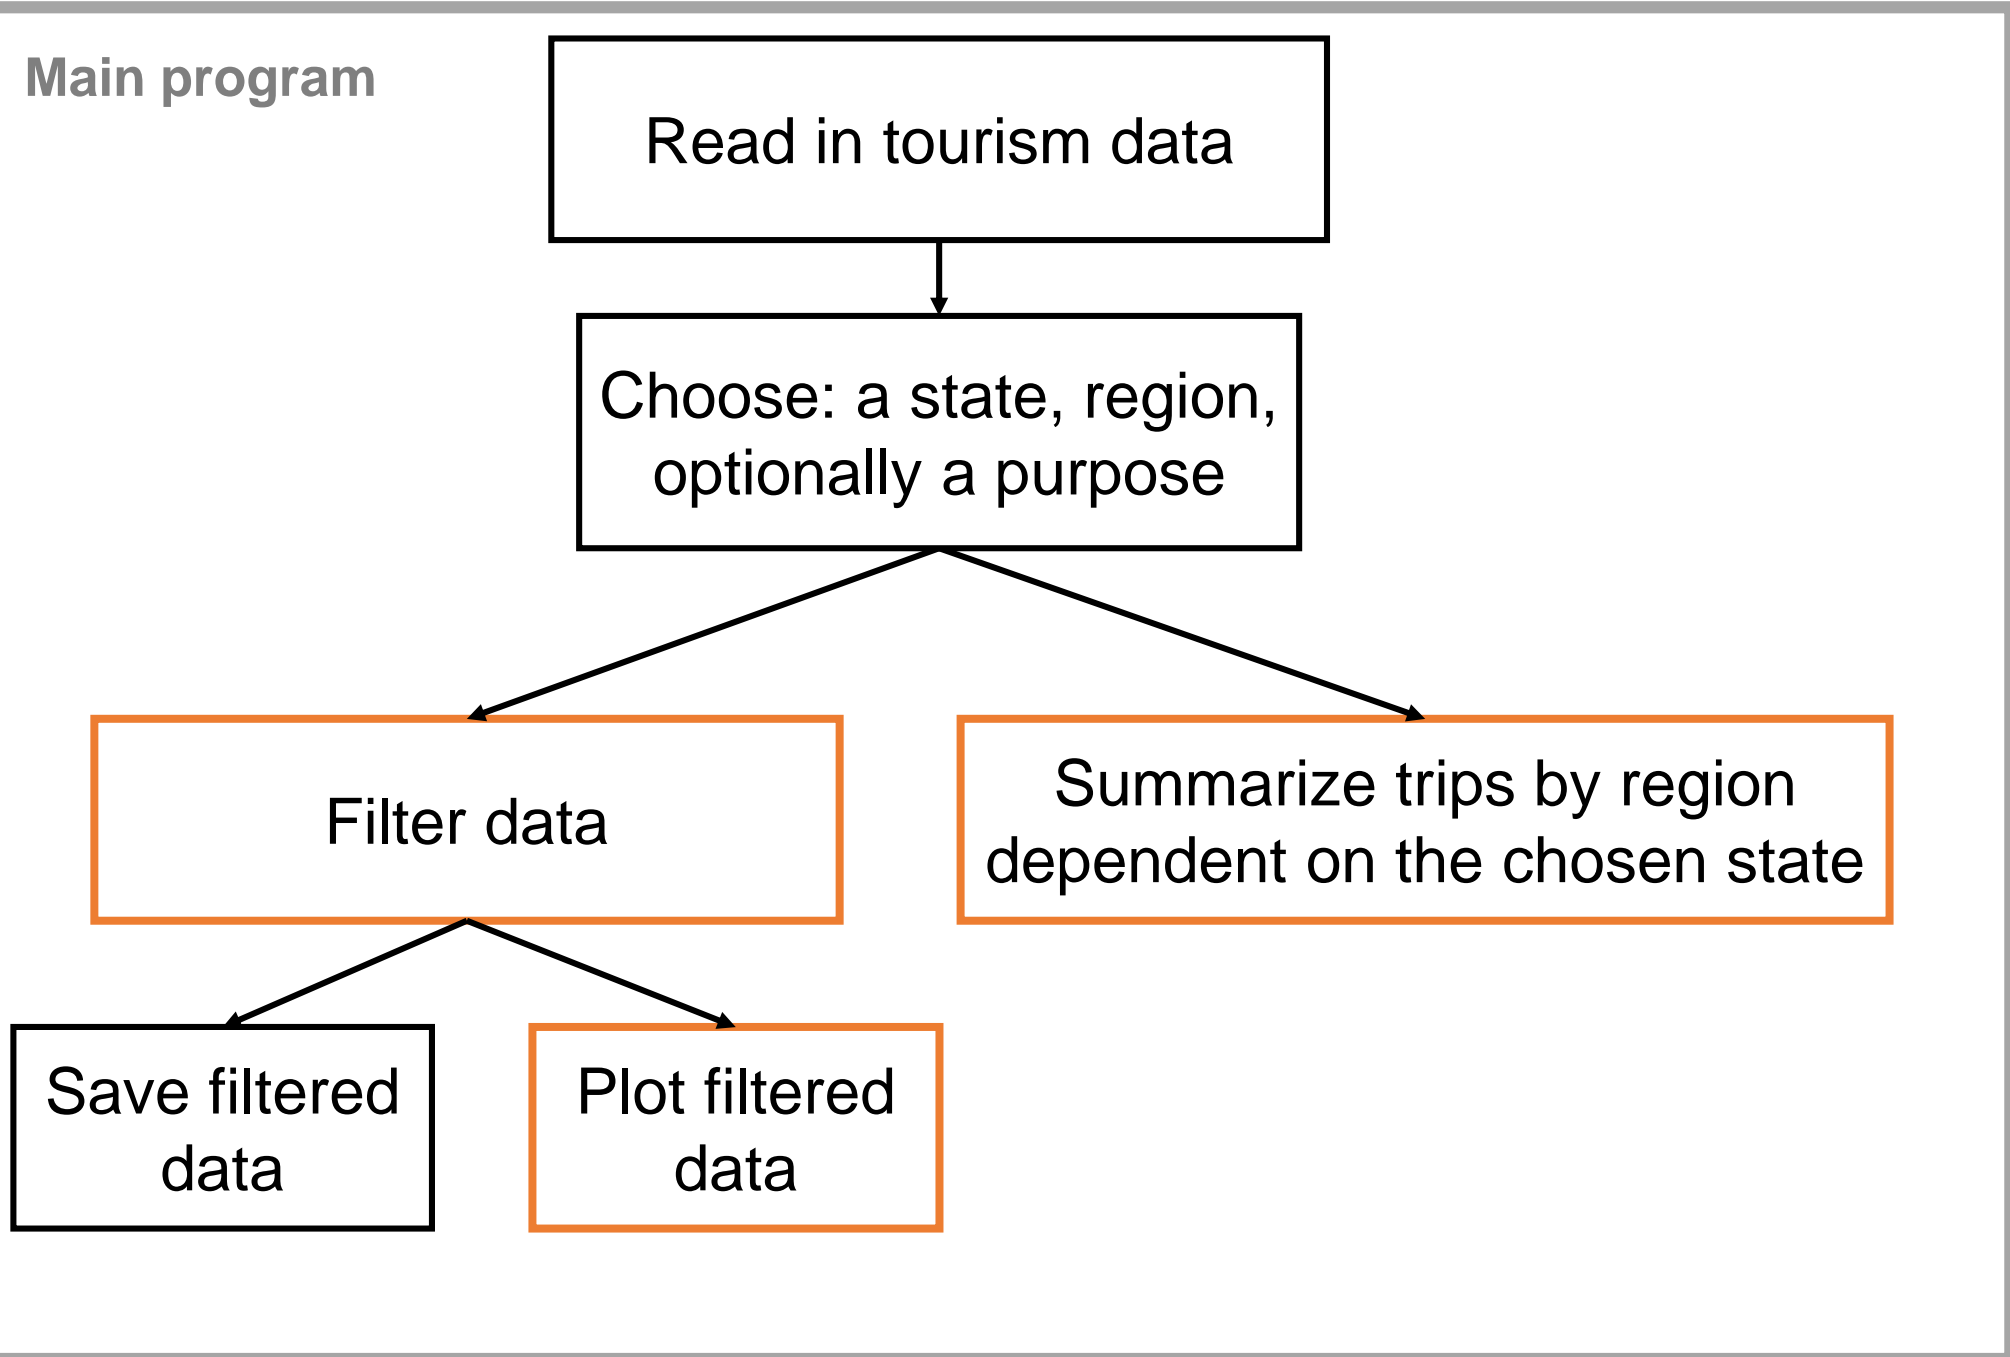 Main program
Read in tourism data
Choose: a state, region,
optionally a purpose
Filter data
Summarize trips by region
dependent on the chosen state
Save filtered
data
Plot filtered
data